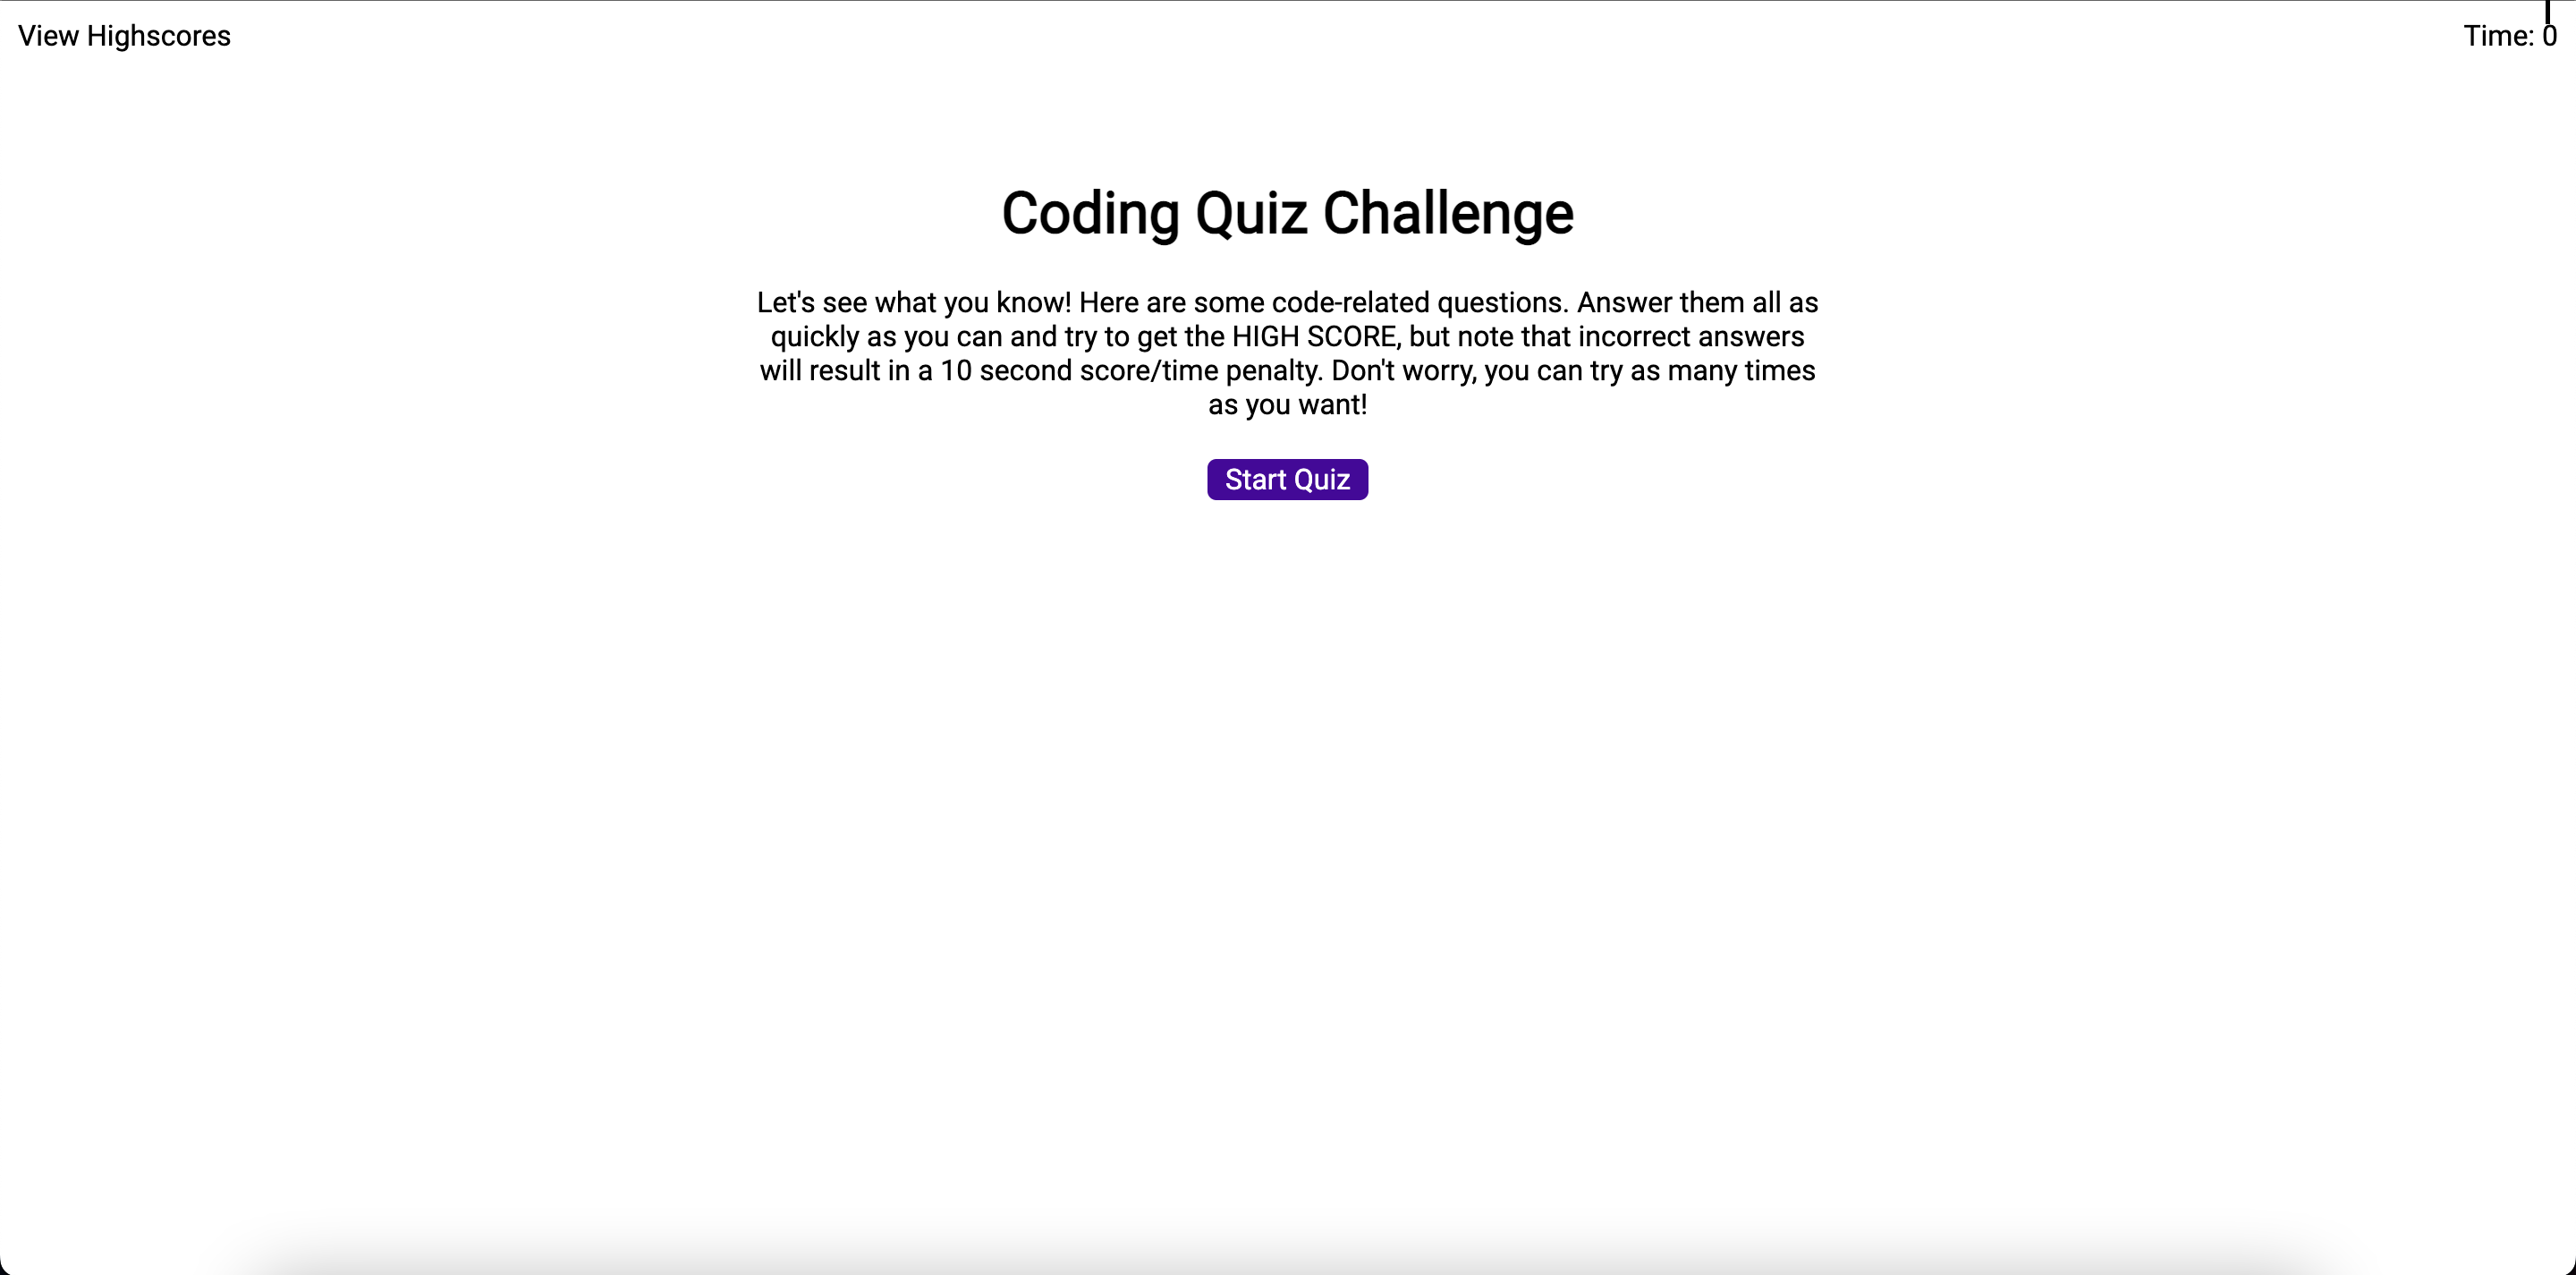 View Highscores
Time: 0
Coding Quiz Challenge
Let's see what you know! Here are some code-related questions. Answer them all as
quickly as you can and try to get the HIGH SCORE, but note that incorrect answers
will result in a 10 second score/time penalty. Don't worry, you can try as many times
as you want!
Start Quiz